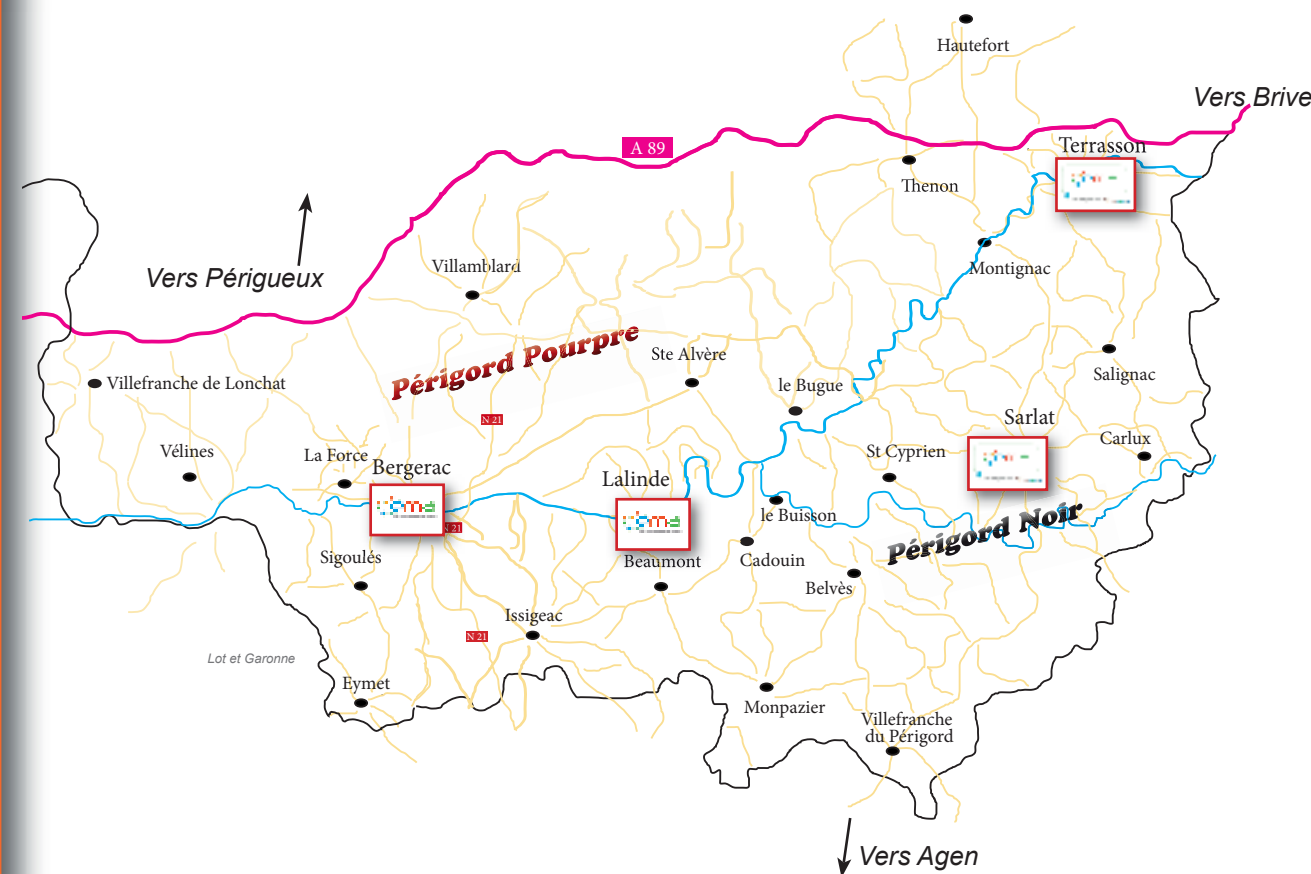 Hautefort
Vers Brive
A 89
Terrasson
Thenon
Montignac
Vers Périgueux
Villamblard
Périgord Pourpre
Ste Alvère
Salignac
Villefranche de Lonchat
le Bugue
N 21
Sarlat
Carlux
Vélines
La Force
Bergerac
St Cyprien
Lalinde
le Buisson
N 21
Périgord Noir
Sigoulés
Beaumont
Cadouin
Belvès
Issigeac
N 21
Lot et Garonne
Eymet
Monpazier
Villefranche
du Périgord
Vers Agen